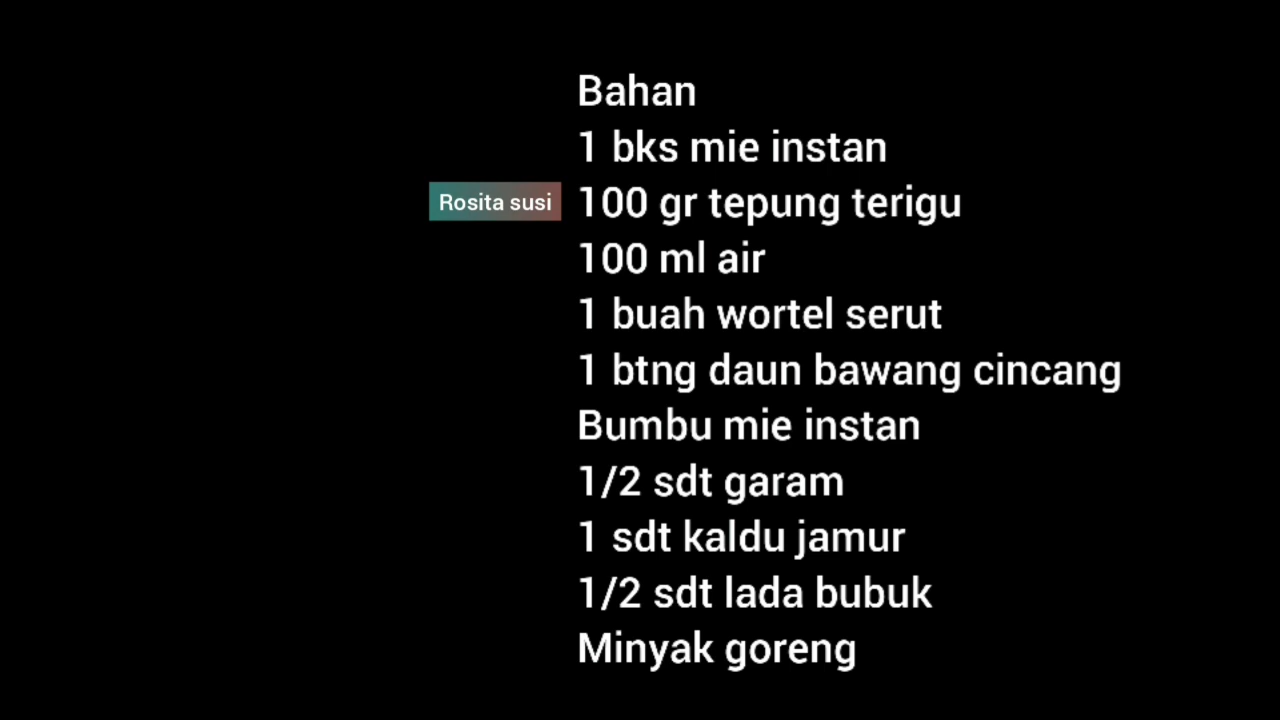 Bahan
1 bks mie instan
Rosita susi
100 gr tepung terigu
100 ml air
1 buah wortel serut
1 btng daun bawang cincang
Bumbu mie instan
1/2 sdt garam
1 sdt kaldu jamur
1/2 sdt lada bubuk
Minyak goreng